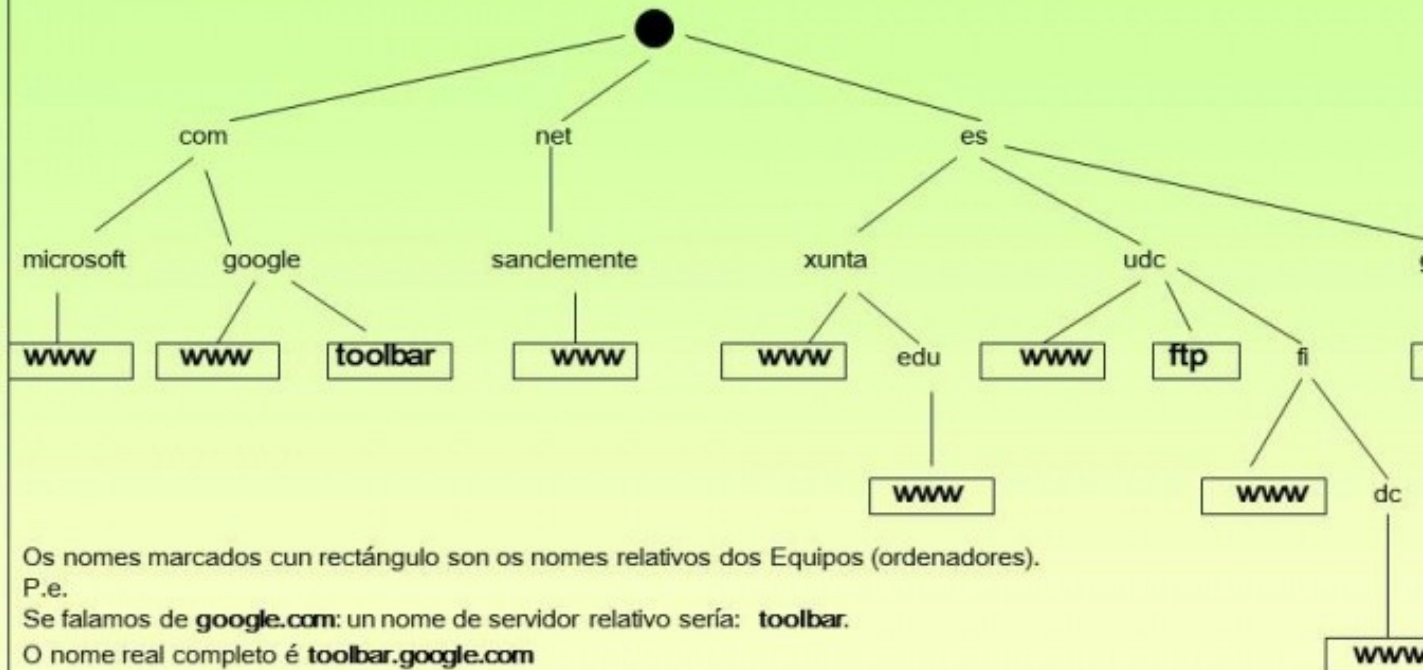 com net es
microsoft google sanclemente xunta udc
www www toolbar www www edu www ftp fi
www www dc
Os nomes marcados cun rectángulo son os nomes relativos dos Equipos (ordenadores).
P.e.
Se falamos de google.com: un nome de servidor relativo sería: toolbar.
O nome real completo é toolbar.google.com
www